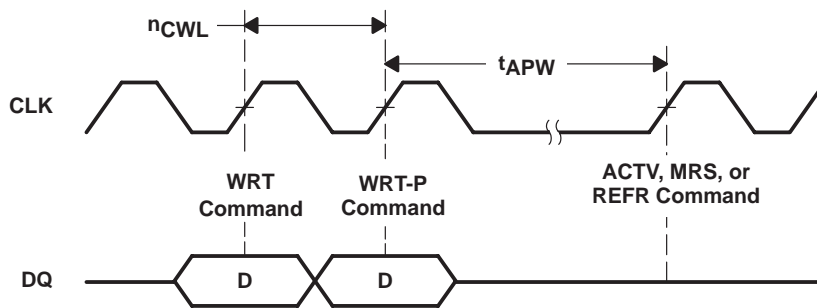 nCWL
tAPW
CLK
WRT
Command
WRT-P
Command
ACTV, MRS, or
REFR Command
DQ
D
D